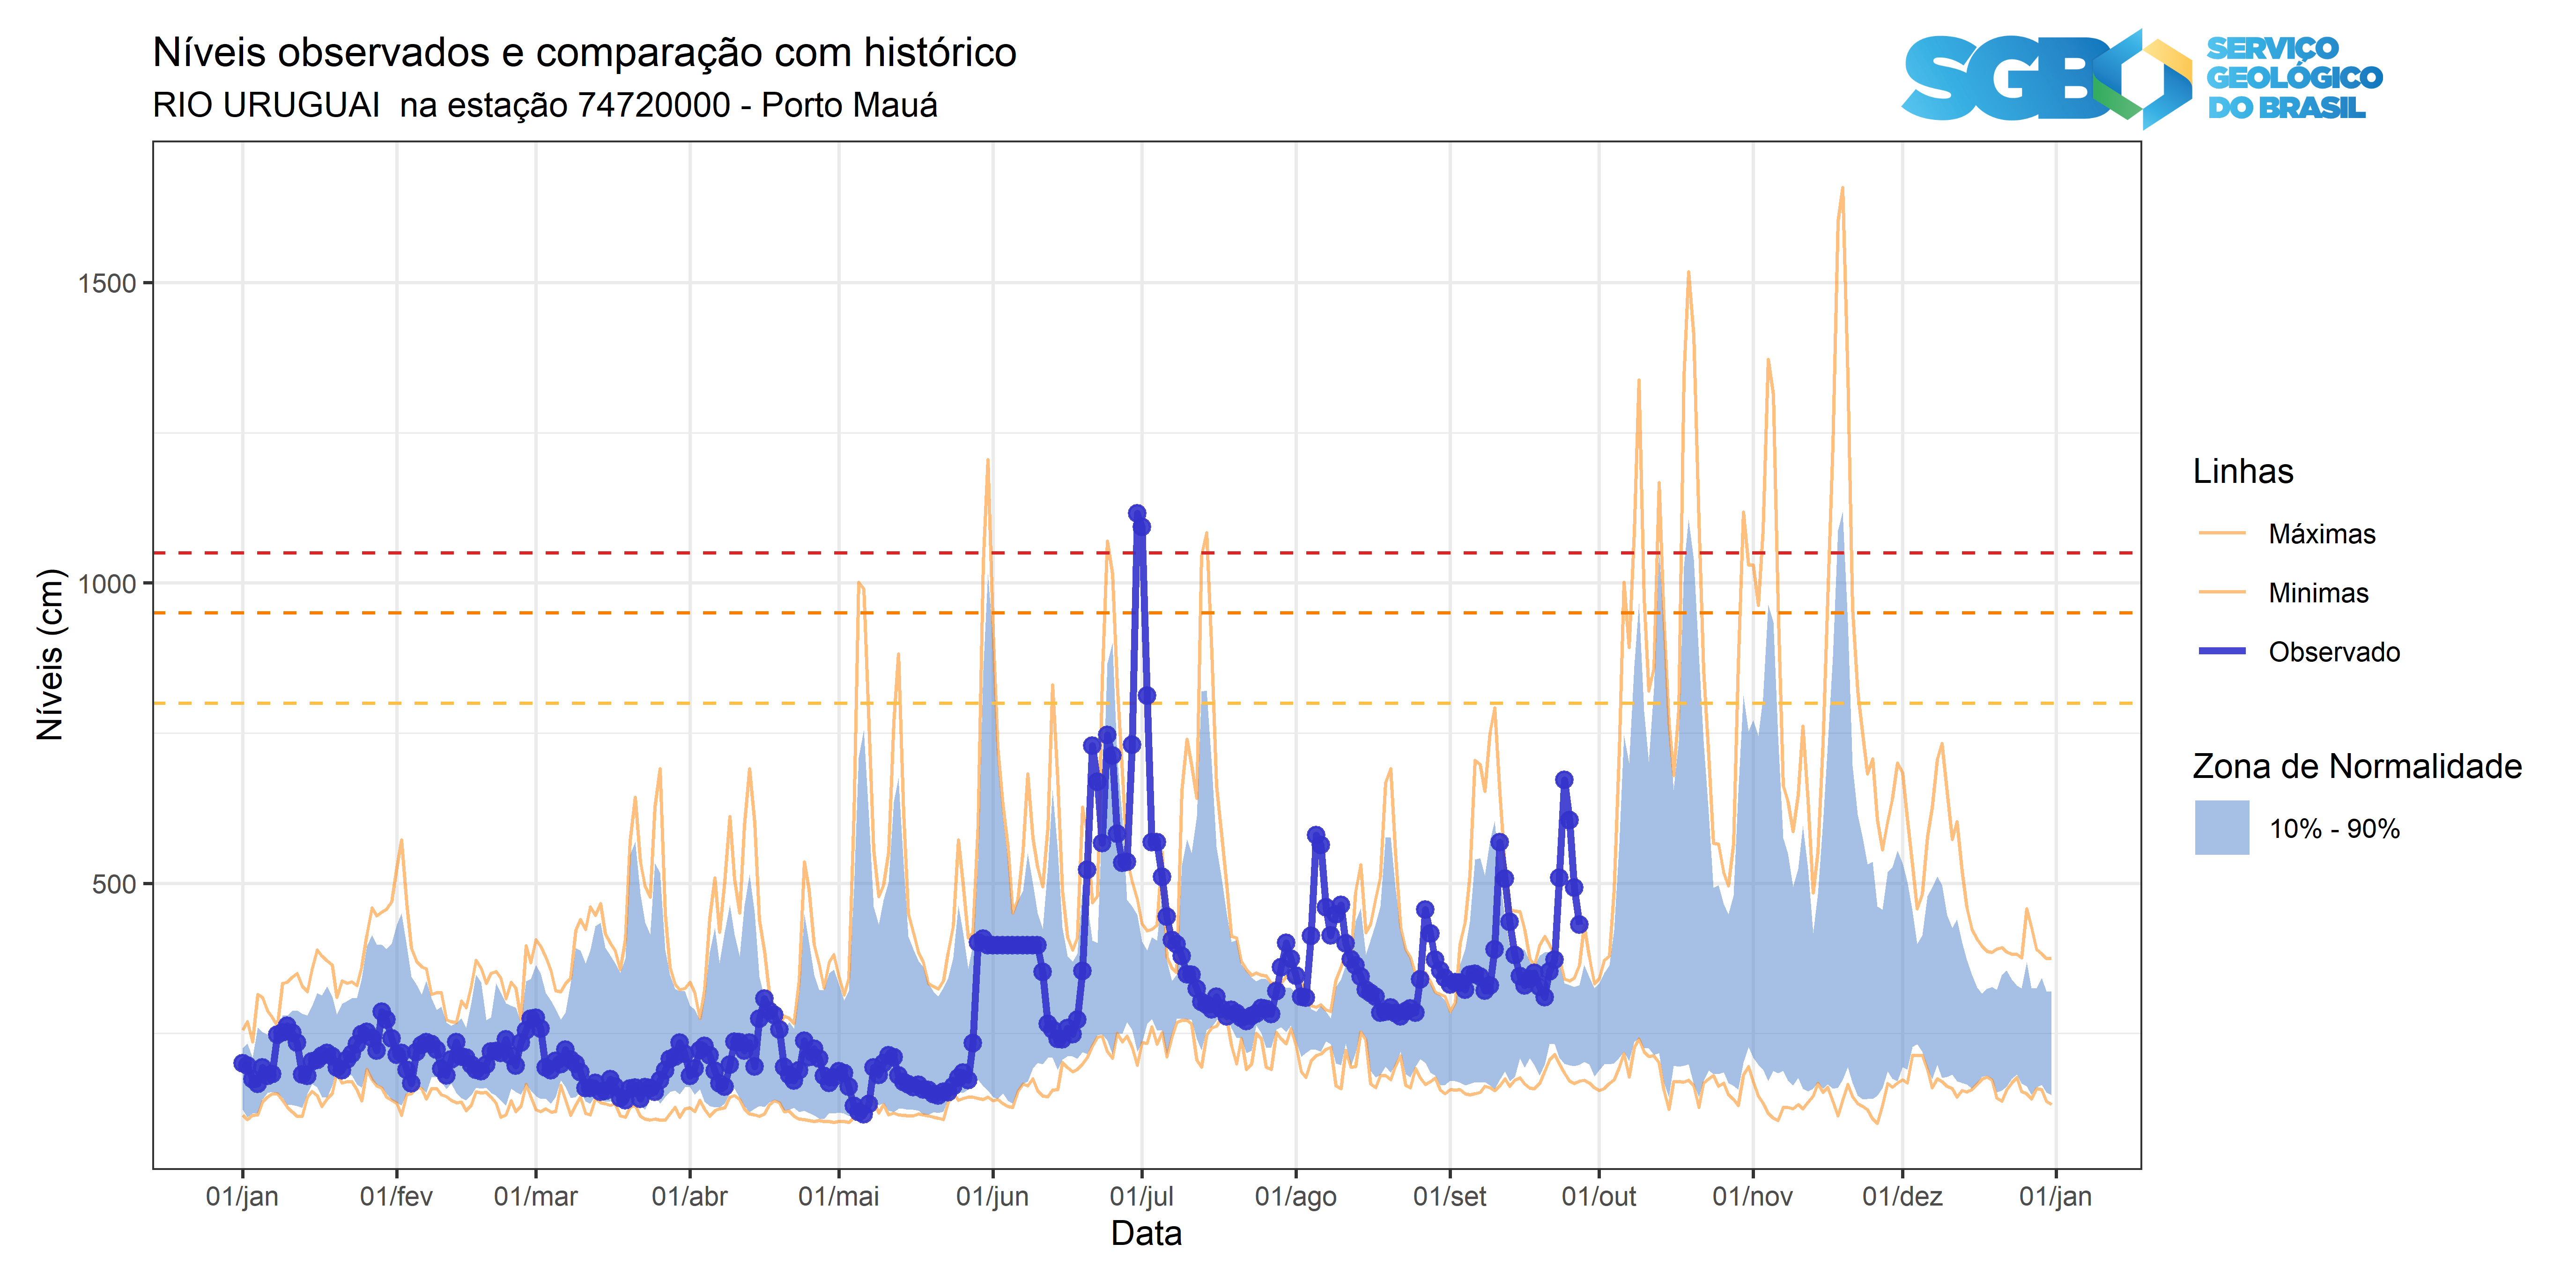 Níveis observados e comparação com histórico
RIO URUGUAI  na estação 74720000 - Porto Mauá
SGB
SERVIÇO
GEOLÓGICO
DO BRASIL
Níveis (cm)
1500
1000
500
01/jan
01/fev
01/mar
01/abr
01/mai
01/jun
01/jul
01/ago
01/set
01/out
01/nov
01/dez
01/jan
Data
Linhas
Máximas
Minimas
Observado
Zona de Normalidade
10% - 90%